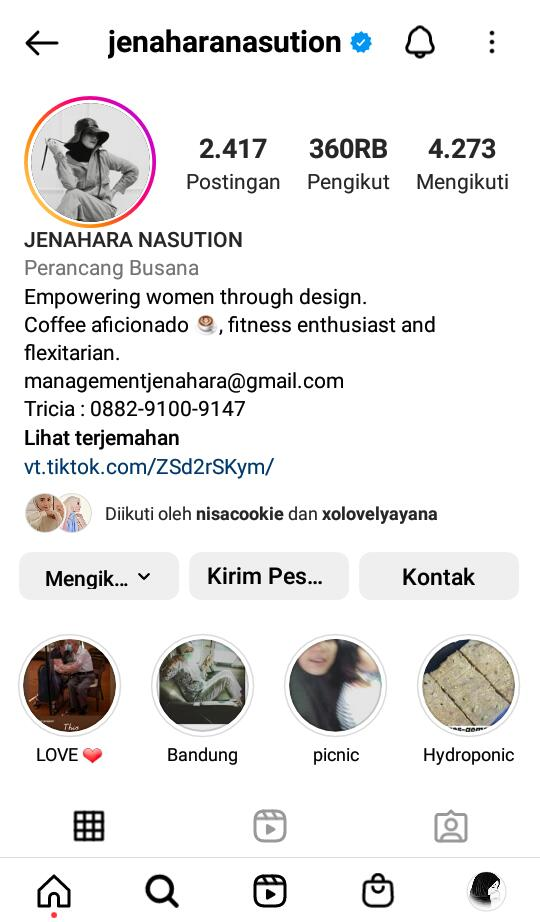 jenaharanasution
2.417 360RB 4.273
Postingan Pengikut Mengikuti
JENAHARA NASUTION
Perancang Busana
Empowering women through design.
Coffee aficionado ☕, fitness enthusiast and
flexitarian.
managementjenahara@gmail.com
Tricia : 0882-9100-9147
Lihat terjemahan
vt.tiktok.com/ZSd2rSKym/
Diikuti oleh nisacookie dan xolovelyayana
Mengik... Kirim Pes... Kontak
This
LOVE ❤️ Bandung picnic Hydroponic